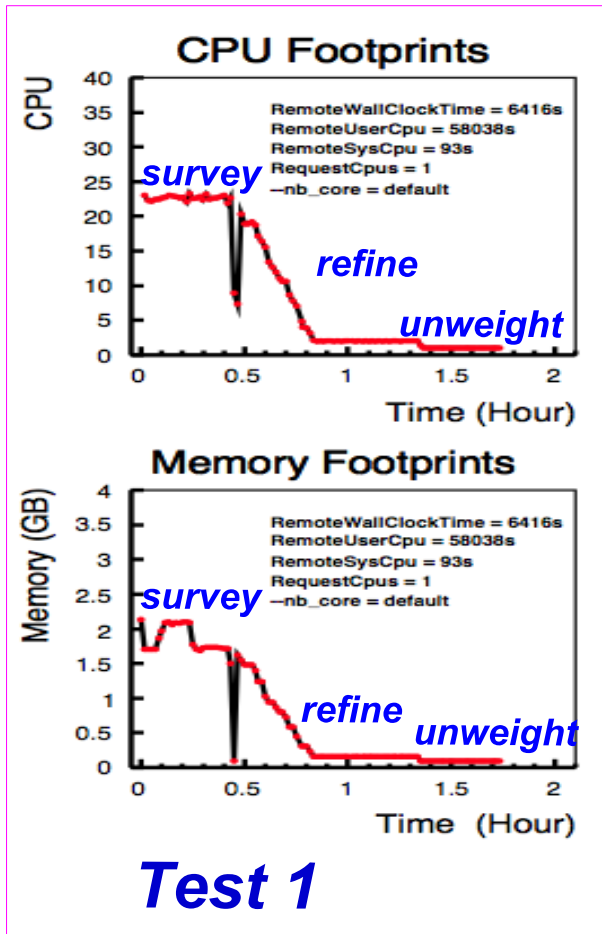 CPU Footprints
CPU
40
35
30
25
20
15
10
5
0
RemoteWallClockTime = 6416s
RemoteUserCpu = 58038s
RemoteSysCpu = 93s
RequestCpus = 1
--nb_core = default
survey
refine
unweight
0 0.5 1 1.5 2
Time (Hour)
Memory Footprints
Memory (GB)
4
3.5
3
2.5
2
1.5
1
0.5
0
RemoteWallClockTime = 6416s
RemoteUserCpu = 58038s
RemoteSysCpu = 93s
RequestCpus = 1
--nb_core = default
survey
refine
unweight
0 0.5 1 1.5 2
Time (Hour)
Test 1